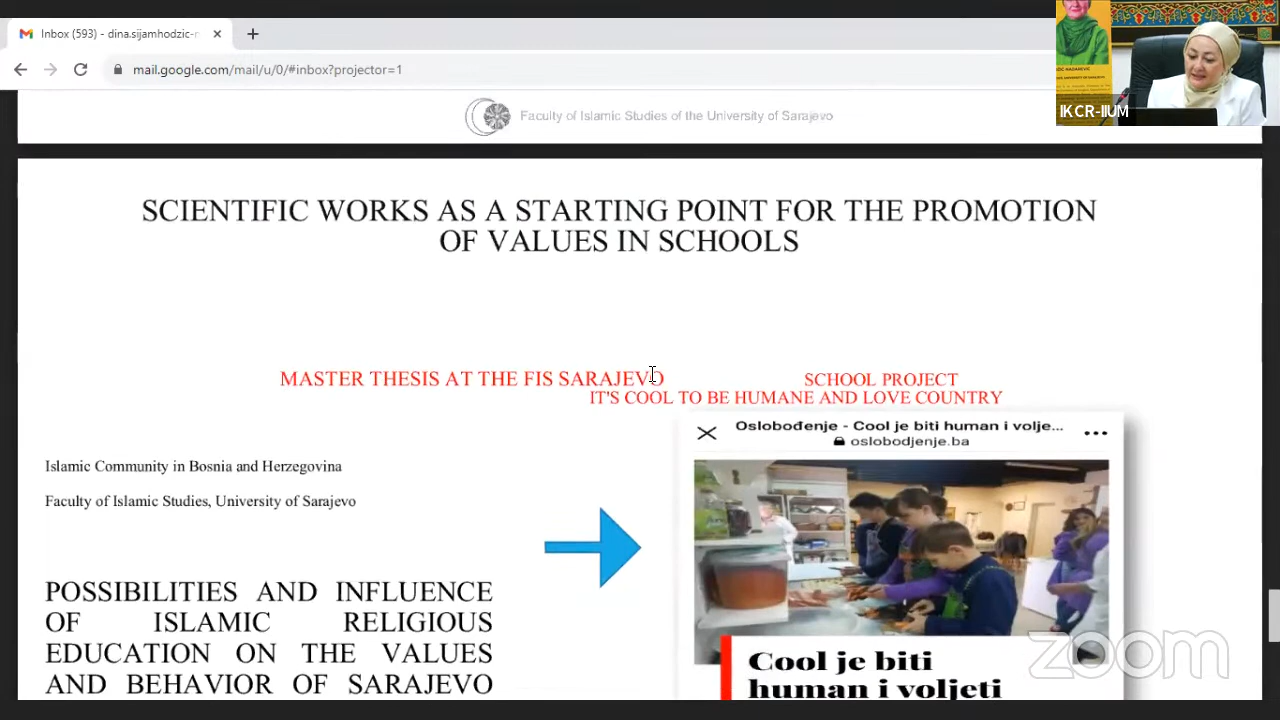 Inbox (593) - dina.sijamhodzic-r
mail.google.com/mail/u/0/#inbox?projector=1
IKCR-IIUM
Faculty of Islamic Studies of the University of Sarajevo
SCIENTIFIC WORKS AS A STARTING POINT FOR THE PROMOTION
OF VALUES IN SCHOOLS
MASTER THESIS AT THE FIS SARAJEVO
SCHOOL PROJECT
IT'S COOL TO BE HUMANE AND LOVE COUNTRY
Oslobođenje - Cool je biti human i volje...
oslobodjenje.ba
Islamic Community in Bosnia and Herzegovina
Faculty of Islamic Studies, University of Sarajevo
POSSIBILITIES AND INFLUENCE
OF ISLAMIC RELIGIOUS
EDUCATION ON THE VALUES
AND BEHAVIOR OF SARAJEVO
Cool je biti
human i voljeti
zoom